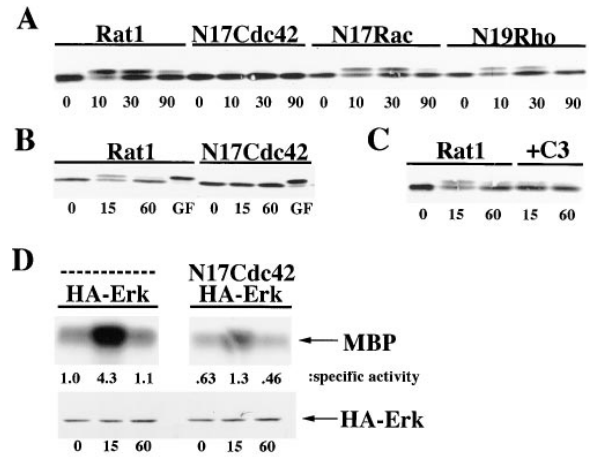 A
Rat1 N17Cdc42 N17Rac N19Rho
0 10 30 90 0 10 30 90 0 10 30 90 0 10 30 90
B
Rat1 N17Cdc42
0 15 60 GF 0 15 60 GF
C
Rat1 +C3
0 15 60 15 60
D
N17Cdc42
HA-Erk HA-Erk
MBP
1.0 4.3 1.1 .63 1.3 .46 :specific activity
HA-Erk
0 15 60 0 15 60